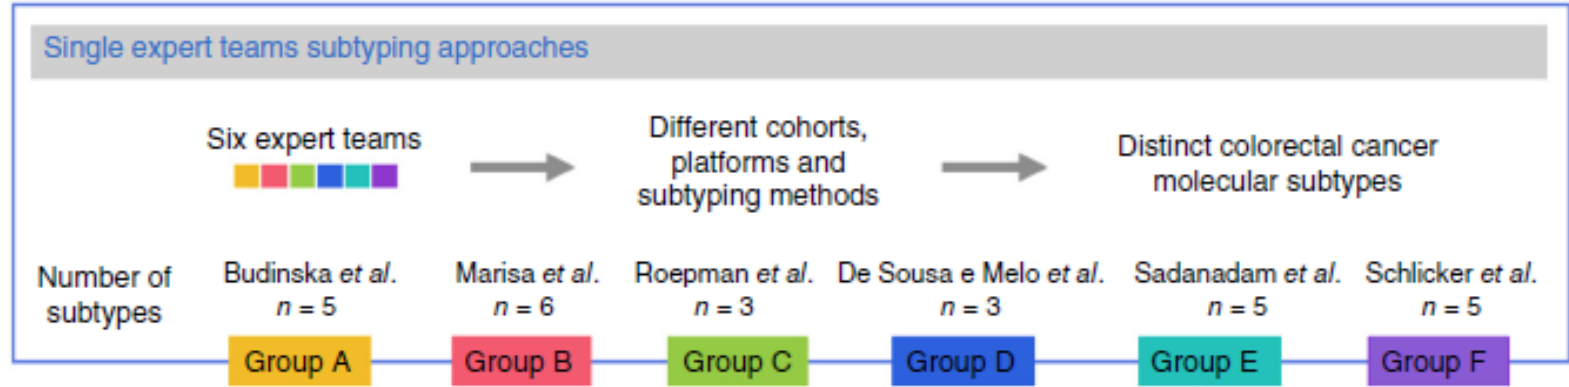 Single expert teams subtyping approaches
Six expert teams
Different cohorts,
platforms and
subtyping methods
Distinct colorectal cancer
molecular subtypes
Number of
subtypes
Budinska et al.
n = 5
Marisa et al.
n = 6
Roepman et al.
n = 3
De Sousa e Melo et al.
n = 3
Sadanadam et al.
n = 5
Schlicker et al.
n = 5
Group A
Group B
Group C
Group D
Group E
Group F